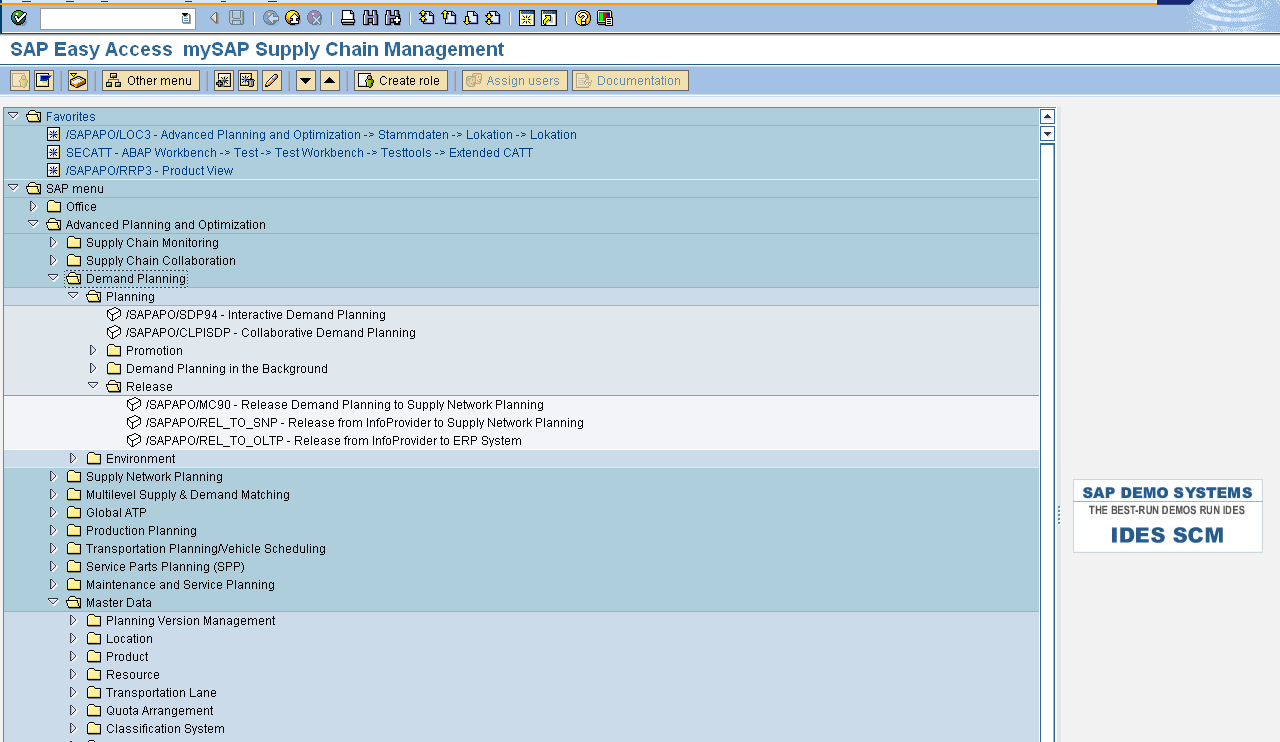 SAP Easy Access mySAP Supply Chain Management
Other menu
Create role
Assign users
Documentation
Favorites
/SAPAPO/LOC3 - Advanced Planning and Optimization -> Stammdaten -> Lokation -> Lokation
SECATT - ABAP Workbench -> Test -> Test Workbench -> Testtools -> Extended CATT
/SAPAPO/RRP3 - Product View
SAP menu
Office
Advanced Planning and Optimization
Supply Chain Monitoring
Supply Chain Collaboration
Demand Planning
Planning
/SAPAPO/SDP94 - Interactive Demand Planning
/SAPAPO/CLPISDP - Collaborative Demand Planning
Promotion
Demand Planning in the Background
Release
/SAPAPO/MC90 - Release Demand Planning to Supply Network Planning
/SAPAPO/REL_TO_SNP - Release from InfoProvider to Supply Network Planning
/SAPAPO/REL_TO_OLTP - Release from InfoProvider to ERP System
Environment
Supply Network Planning
Multilevel Supply & Demand Matching
Global ATP
Production Planning
Transportation Planning/Vehicle Scheduling
Service Parts Planning (SPP)
Maintenance and Service Planning
Master Data
Planning Version Management
Location
Product
Resource
Transportation Lane
Quota Arrangement
Classification System
SAP DEMO SYSTEMS
THE BEST-RUN DEMOS RUN IDES
IDES SCM